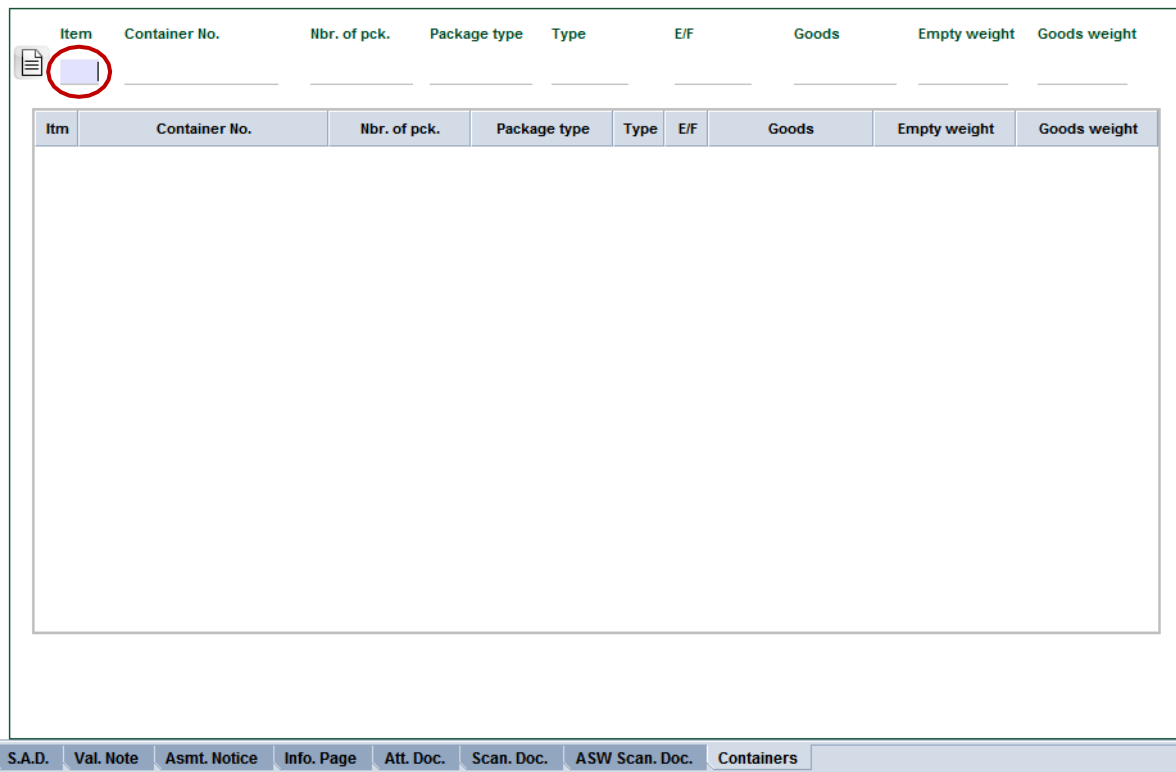 Item Container No. Nbr. of pck. Package type Type E/F Goods Empty weight Goods weight
Itm Container No. Nbr. of pck. Package type Type E/F Goods Empty weight Goods weight
S.A.D. Val. Note Asmt. Notice Info. Page Att. Doc. Scan. Doc. ASW Scan. Doc. Containers